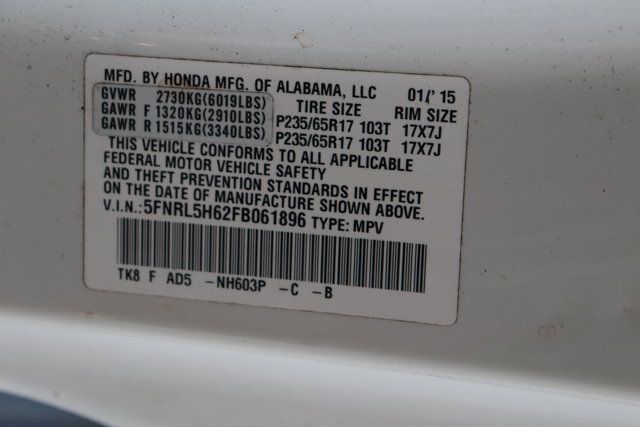 MFD. BY HONDA MFG. OF ALABAMA, LLC 01/'15
GVWR 2730KG(6019LBS) TIRE SIZE RIM SIZE
GAWR F 1320KG(2910LBS) P235/65R17 103T 17X7J
GAWR R 1515KG(3340LBS) P235/65R17 103T 17X7J
THIS VEHICLE CONFORMS TO ALL APPLICABLE
FEDERAL MOTOR VEHICLE SAFETY
AND THEFT PREVENTION STANDARDS IN EFFECT
ON THE DATE OF MANUFACTURE SHOWN ABOVE.
V.I.N.:5FNRL5H62FB061896 TYPE: MPV
TK8 F AD5 -NH603P -C -B